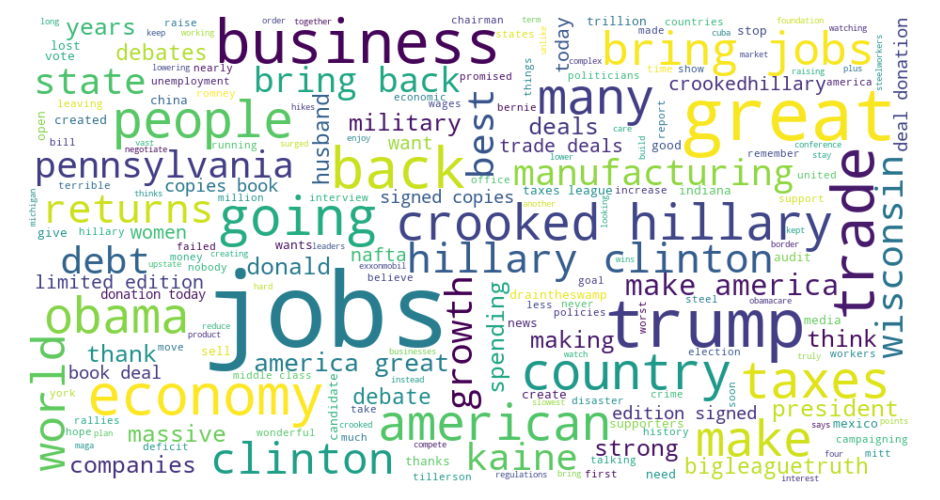 years
lost
vote
debates
state
raise
order
together
long
keep
working
lowering
nearly
unemployment
business
chairman
states
term
unlike
cuba
foundation
watching
trillion
countries
made
stop
today
politicians
bring jobs
time
show
market
plus
steelworkers
crookedhillary
america
raising
deal donation
bring back
promised
things
many
complex
china
romney
economic
leaving
created
hikes
wages
bernie
open
bill
vast
running
surged
people
negotiate
thinks
enjoy
husband
military
want
best
deals
trade deals
care
good
build
report
great
conference
remember
stay
pennsylvania
back
manufacturing
lower
office
terrible
copies book
interview
signed copies
taxes league
increase
indiana
united
support
another
michigan
returns
million
give
hillary
women
going
crooked hillary
looking
kept
trade
wisconsin
failed
wants
leaders
nafta
money
creating
nobody
upstate
debt
donald
exxonmobil
believe
hillary clinton
wins
border
audit
limited edition
donation today
hard
goal
make america
draintheswamp
steel
obamacare
less
never
policies
worst
world
obama
reduce
product
jobs
growth
spending
news
making
trump
media
think
thank
move
sell
america great
businesses
watch
election
truly
workers
book deal
middle class
instead
candidate
create
disaster
country
crime
soon
taxes
york
economy
debate
take
american
edition signed
supporters
president
says
points
rallies
hope
plan
massive
wonderful
crooked
much
history
make
mexico
campaigning
maga
deficit
clinton
thanks
compete
kaine
strong
talking
four
mitt
companies
tillerson
regulations
bring
first
need
bigleaguetruth
interest